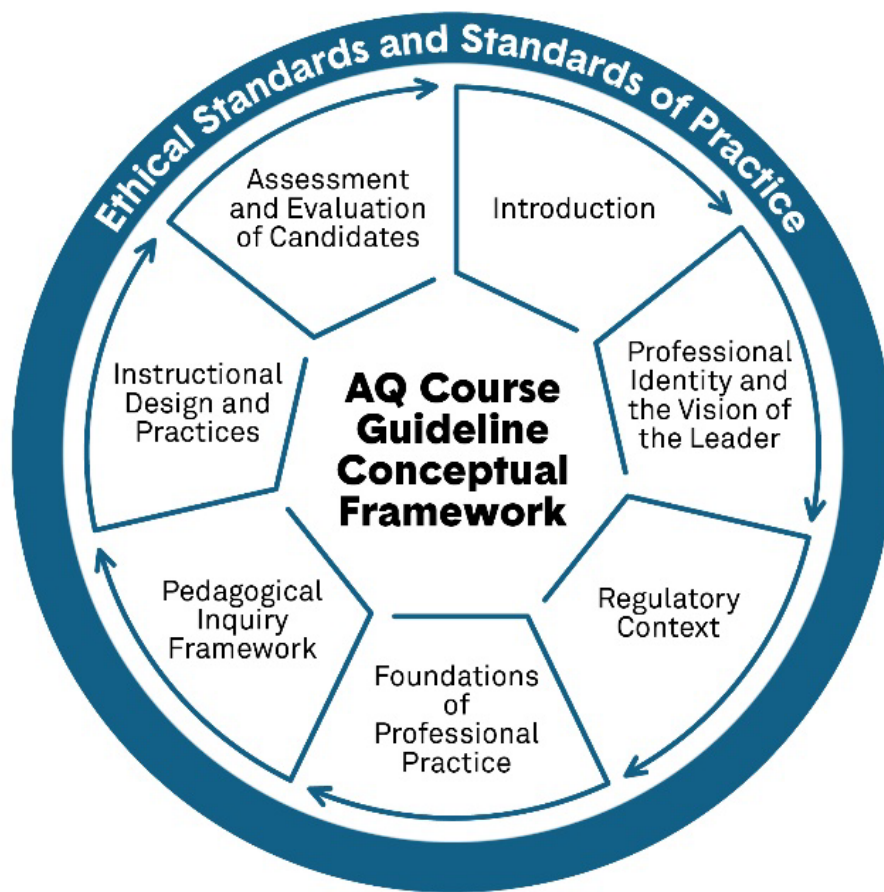 Ethical Standards and Standards of Practice
Introduction
Professional
Identity and
the Vision of
the Leader
Regulatory
Context
Foundations
of
Professional
Practice
Pedagogical
Inquiry
Framework
Instructional
Design and
Practices
Assessment
and Evaluation
of Candidates
AQ Course
Guideline
Conceptual
Framework